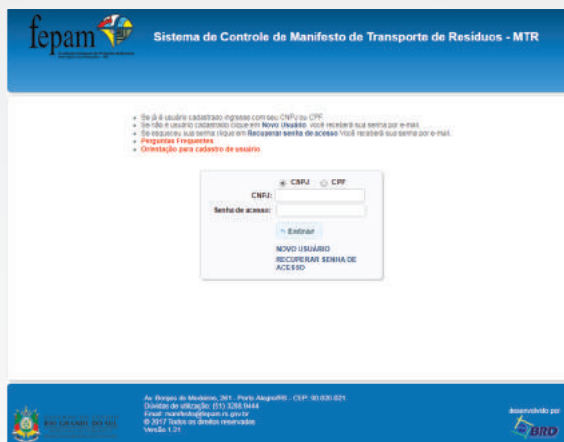 fepam
Sistema de Controle de Manifesto de Transporte de Resíduos - MTR
Se já é usuário cadastrado ingresse com seu CNPJ ou CPF.
Se não é usuário cadastrado clique em Novo Usuário. Você receberá sua senha por e-mail.
Se esqueceu sua senha clique em Recuperar senha de acesso Você receberá sua senha por e-mail.
Perguntas Frequentes
Orientação para cadastro de usuário
CNPJ CPF
CNPJ:
Senha de acesso:
Entrar
NOVO USUÁRIO
RECUPERAR SENHA DE
ACESSO
Av. Borges de Medeiros, 261 - Porto Alegre/RS - CEP: 90.020-021
Dúvidas de utilização: (51) 3288.9444
Email: manifesto@fepam.rs.gov.br
© 2017 Todos os direitos reservados
Versão 1.21
RIO GRANDE DO SUL
desenvolvido por
BRD